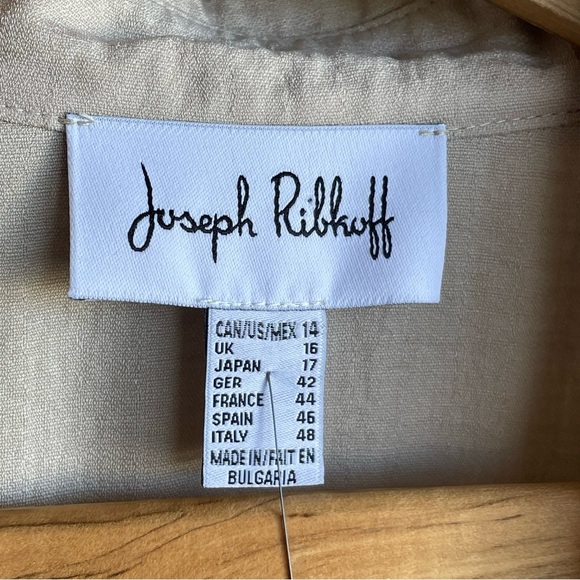 Joseph Ribkoff
CAN/US/MEX 14
UK 16
JAPAN 17
GER 42
FRANCE 44
SPAIN 46
ITALY 48
MADE IN/FAIT EN
BULGARIA